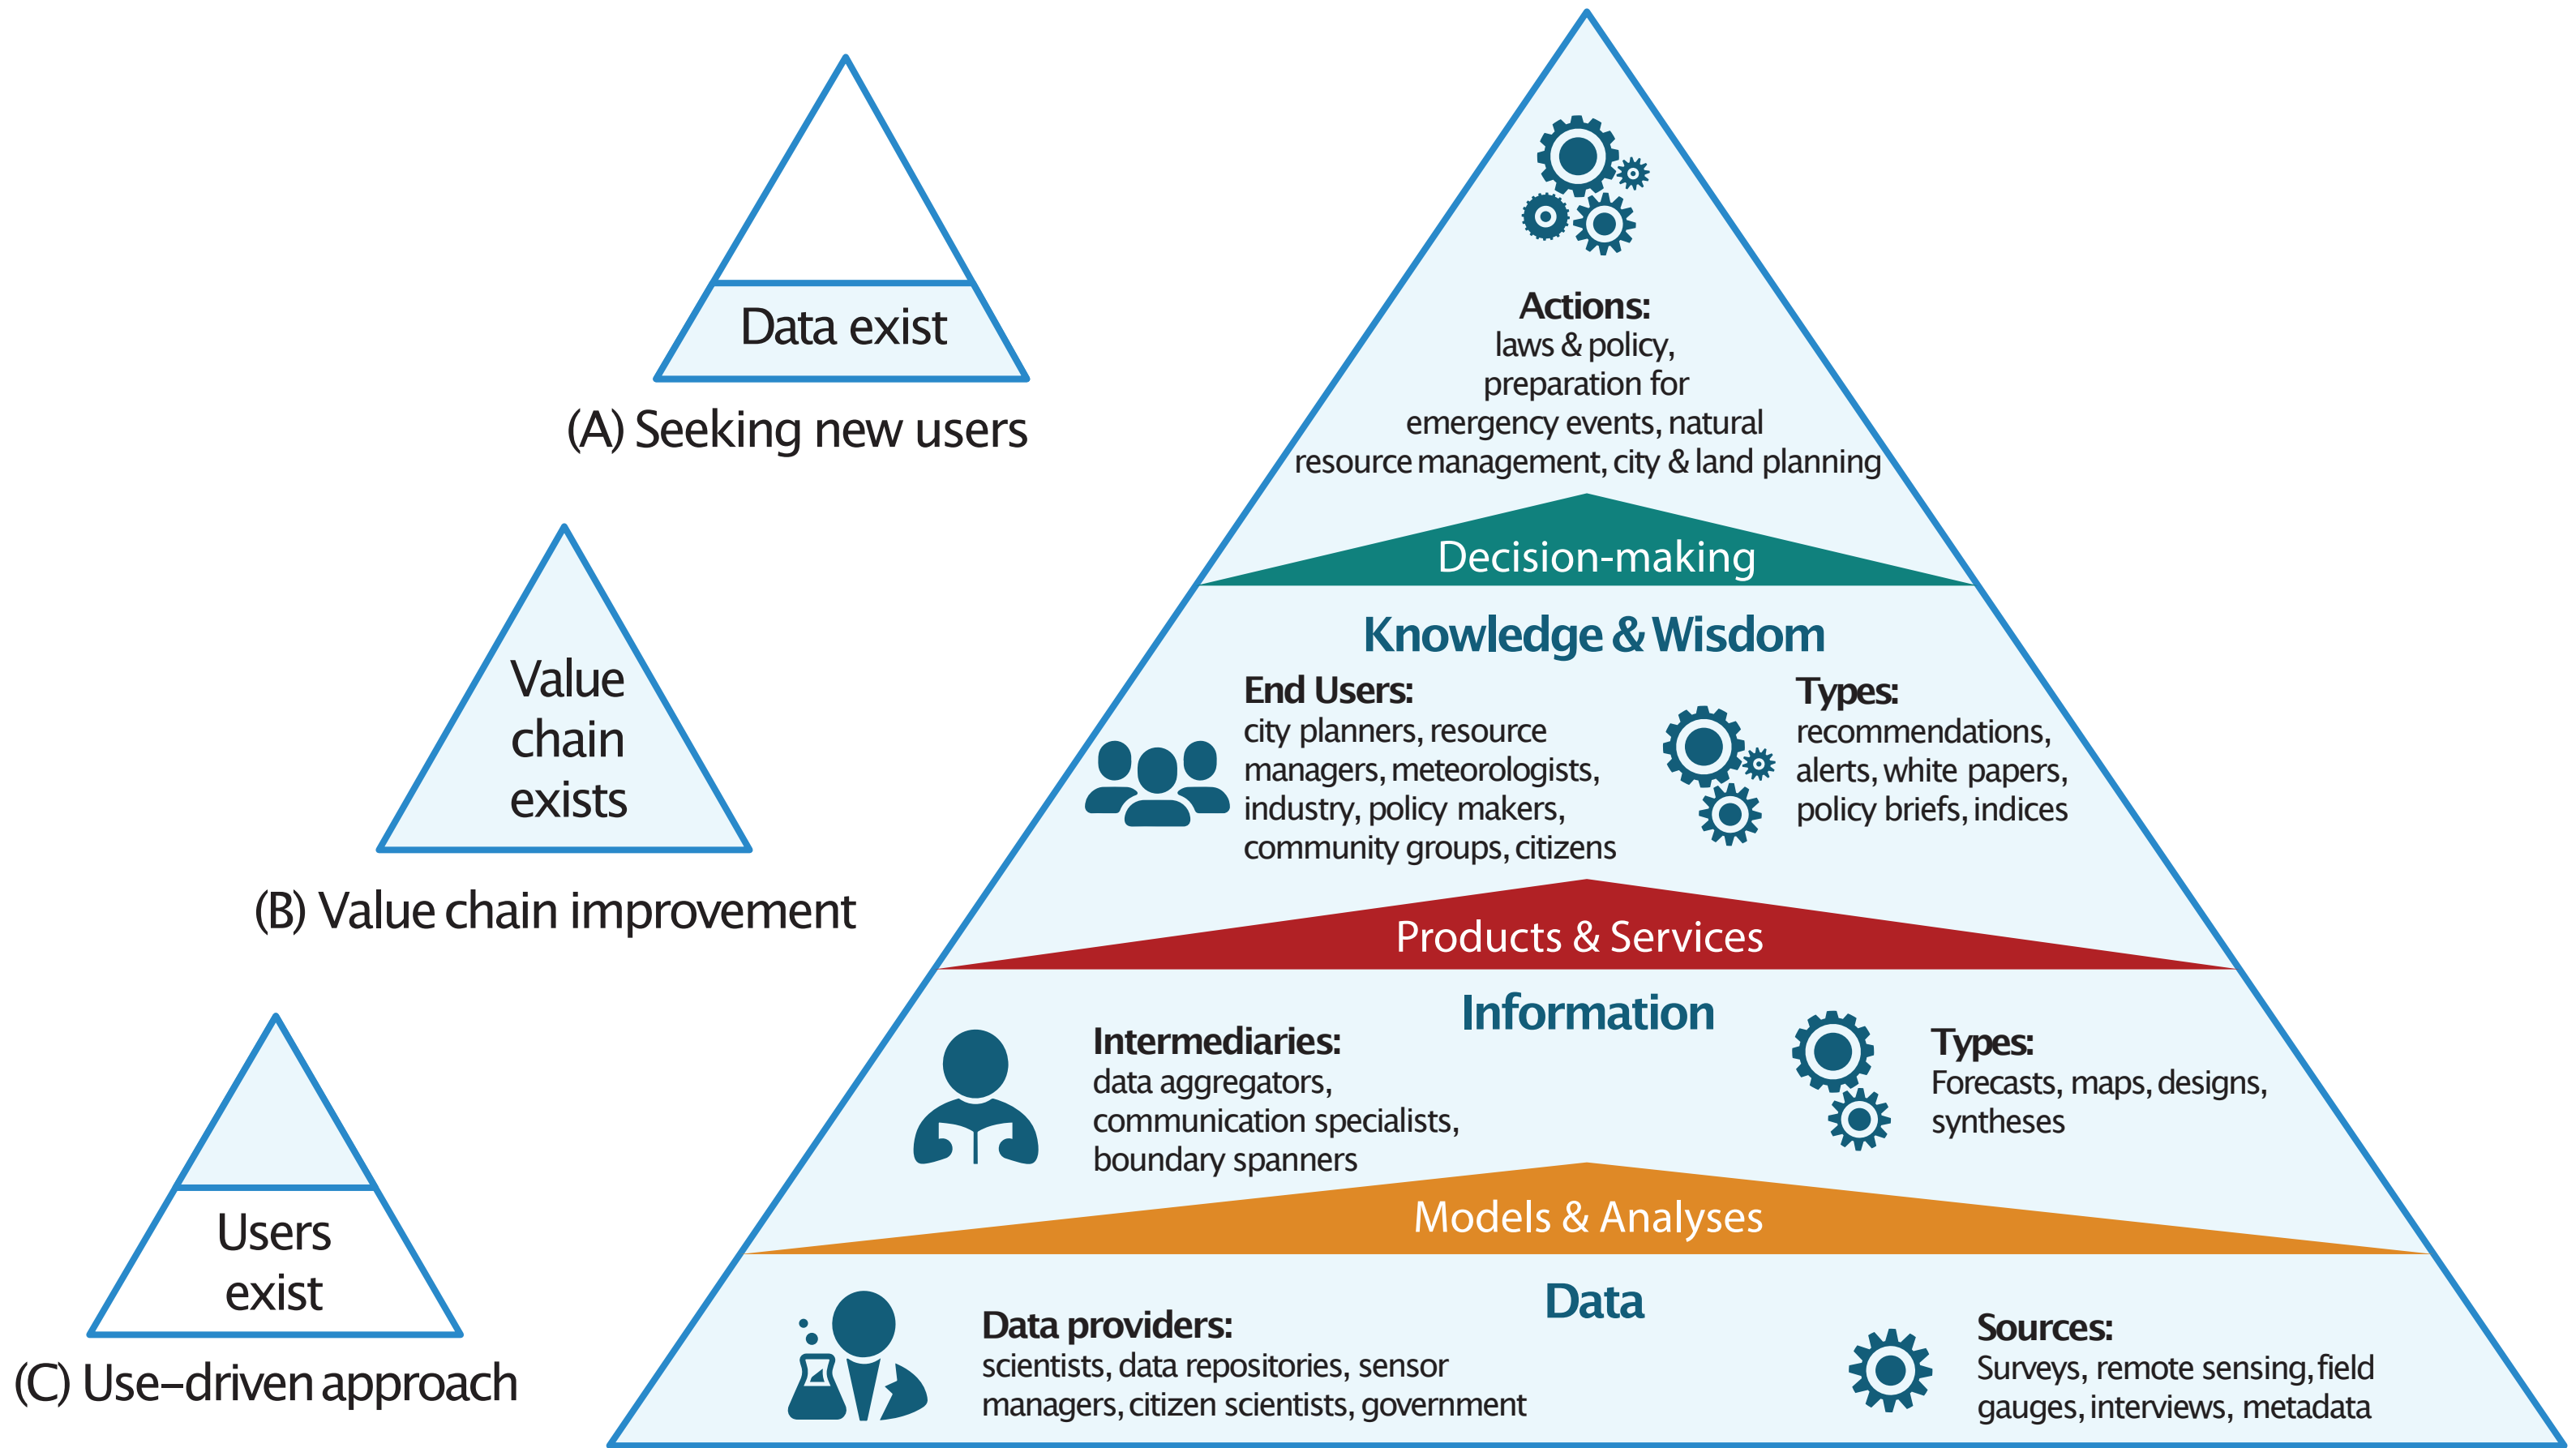 Data exist
(A) Seeking new users
Value
chain
exists
(B) Value chain improvement
Users
exist
(C) Use–driven approach
Actions:
laws & policy,
preparation for
emergency events, natural
resource management, city & land planning
Decision-making
Knowledge & Wisdom
End Users:
city planners, resource
managers, meteorologists,
industry, policy makers,
community groups, citizens
Types:
recommendations,
alerts, white papers,
policy briefs, indices
Products & Services
Information
Intermediaries:
data aggregators,
communication specialists,
boundary spanners
Types:
Forecasts, maps, designs,
syntheses
Models & Analyses
Data
Data providers:
scientists, data repositories, sensor
managers, citizen scientists, government
Sources:
Surveys, remote sensing, field
gauges, interviews, metadata